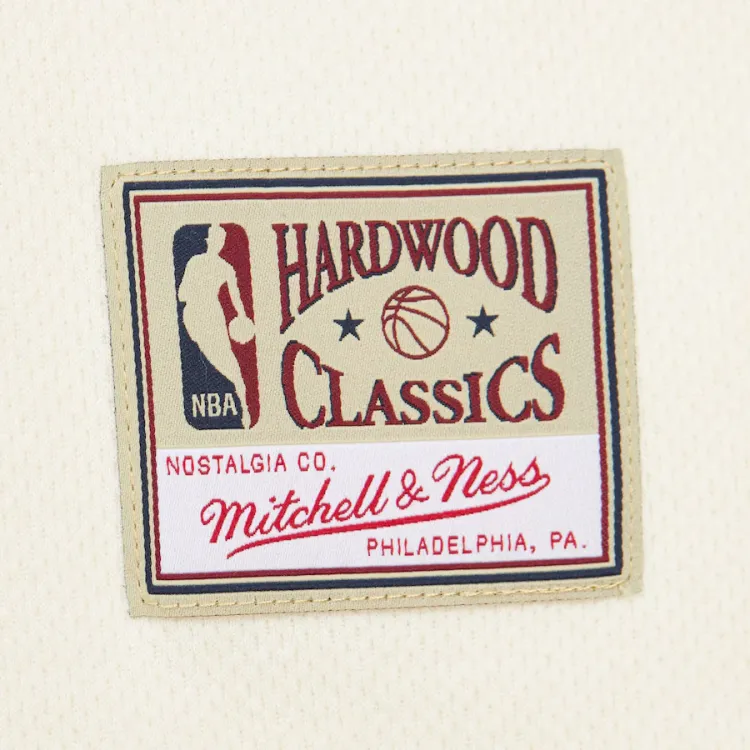 HARDWOOD
CLASSICS
NBA
NOSTALGIA CO.
Mitchell & Ness
PHILADELPHIA, PA.